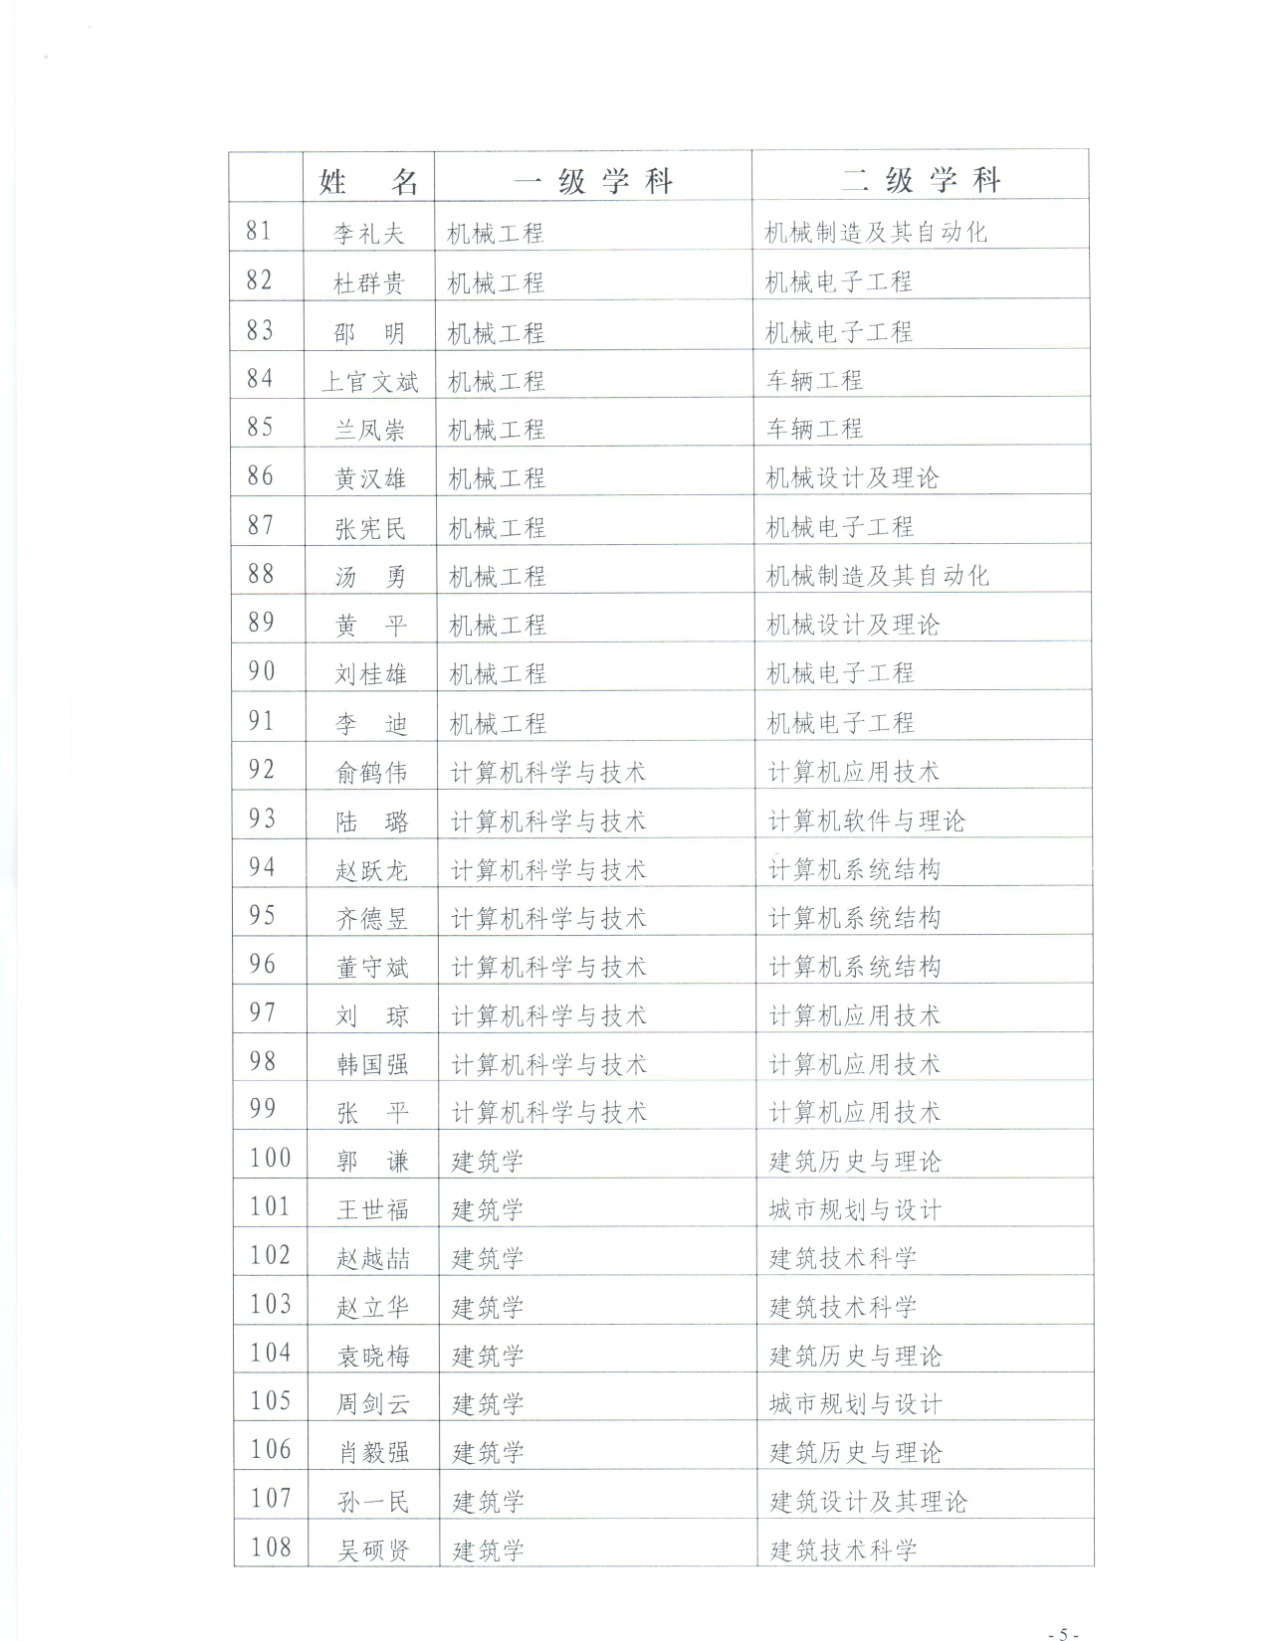 姓 名 一级学科 二级学科
81 李礼夫 机械工程 机械制造及其自动化
82 杜群贵 机械工程 机械电子工程
83 邵 明 机械工程 机械电子工程
84 上官文斌 机械工程 车辆工程
85 兰凤崇 机械工程 车辆工程
86 黄汉雄 机械工程 机械设计及理论
87 张宪民 机械工程 机械电子工程
88 汤 勇 机械工程 机械制造及其自动化
89 黄 平 机械工程 机械设计及理论
90 刘桂雄 机械工程 机械电子工程
91 李 迪 机械工程 机械电子工程
92 俞鹤伟 计算机科学与技术 计算机应用技术
93 陆 璐 计算机科学与技术 计算机软件与理论
94 赵跃龙 计算机科学与技术 计算机系统结构
95 齐德昱 计算机科学与技术 计算机系统结构
96 董守斌 计算机科学与技术 计算机系统结构
97 刘 琼 计算机科学与技术 计算机应用技术
98 韩国强 计算机科学与技术 计算机应用技术
99 张 平 计算机科学与技术 计算机应用技术
100 郭 谦 建筑学 建筑历史与理论
101 王世福 建筑学 城市规划与设计
102 赵越喆 建筑学 建筑技术科学
103 赵立华 建筑学 建筑技术科学
104 袁晓梅 建筑学 建筑历史与理论
105 周剑云 建筑学 城市规划与设计
106 肖毅强 建筑学 建筑历史与理论
107 孙一民 建筑学 建筑设计及其理论
108 吴硕贤 建筑学 建筑技术科学
- 5 -